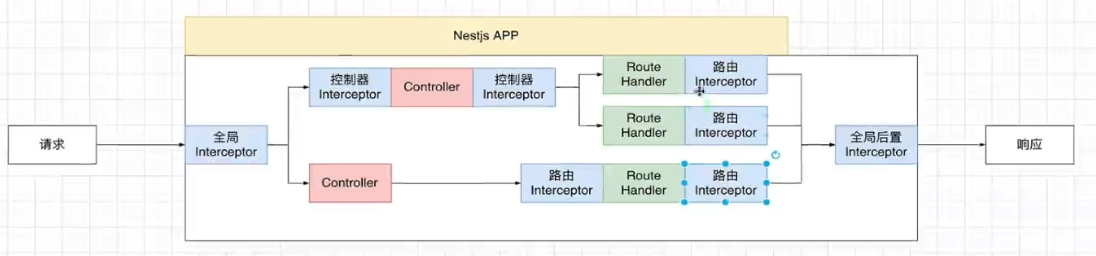 Nestjs APP
控制器
Interceptor
Controller
控制器
Interceptor
Route
Handler
路由
Interceptor
请求
全局
Interceptor
Route
Handler
路由
Interceptor
全局后置
Interceptor
响应
Controller
路由
Interceptor
Route
Handler
路由
Interceptor